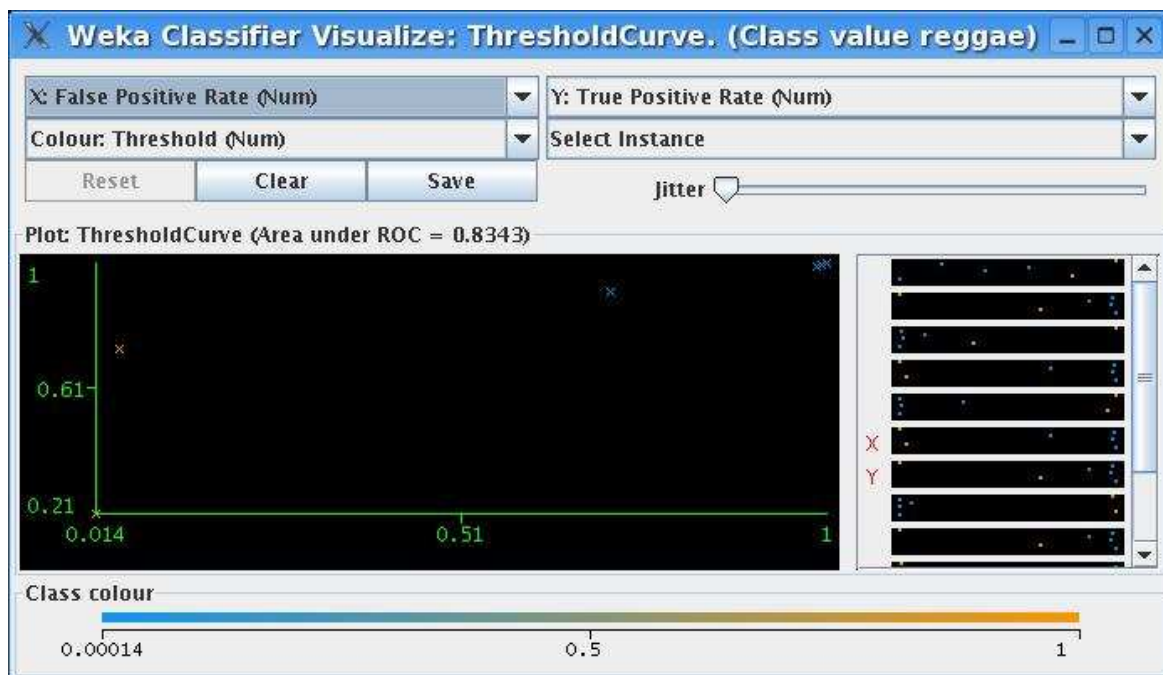 Weka Classifier Visualize: ThresholdCurve. (Class value reggae)
X: False Positive Rate (Num)
Y: True Positive Rate (Num)
Colour: Threshold (Num)
Select Instance
Reset
Clear
Save
Jitter
Plot: ThresholdCurve (Area under ROC = 0.8343)
1
0.61
0.21
0.014
0.51
1
X
Y
Class colour
0.00014
0.5
1